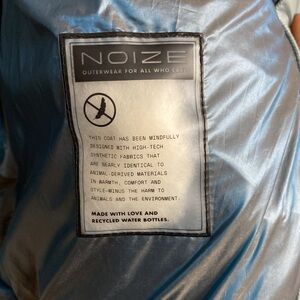 NOIZE
OUTERWEAR FOR ALL WHO CARE
THIS COAT HAS BEEN MINDFULLY
DESIGNED WITH HIGH-TECH
SYNTHETIC FABRICS THAT
ARE NEARLY IDENTICAL TO
ANIMAL-DERIVED MATERIALS
IN WARMTH, COMFORT AND
STYLE-MINUS THE HARM TO
ANIMALS AND THE ENVIRONMENT.
MADE WITH LOVE AND
RECYCLED WATER BOTTLES.